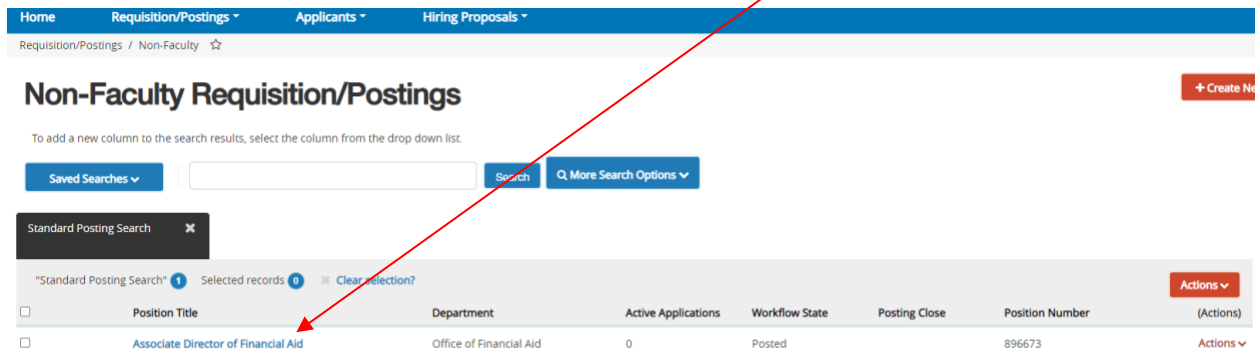 Home Requisition/Postings Applicants Hiring Proposals
Requisition/Postings / Non-Faculty
Non-Faculty Requisition/Postings
+ Create Ne
To add a new column to the search results, select the column from the drop down list.
Saved Searches Search More Search Options
Standard Posting Search ✖
"Standard Posting Search" 1 Selected records 0 ✖ Clear selection?
Actions
Position Title Department Active Applications Workflow State Posting Close Position Number (Actions)
Associate Director of Financial Aid Office of Financial Aid 0 Posted 896673 Actions